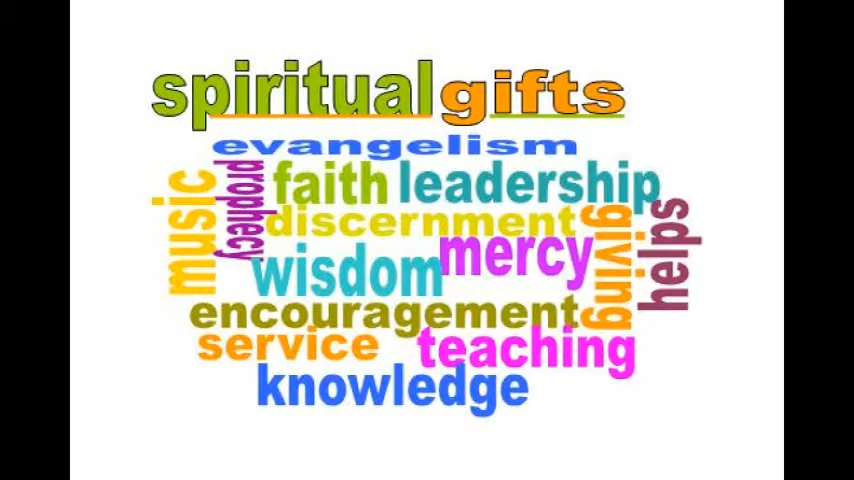 spiritual gifts
evangelism
music
prophecy
faith leadership
discernment
giving
helps
wisdom mercy
encouragement
service teaching
knowledge